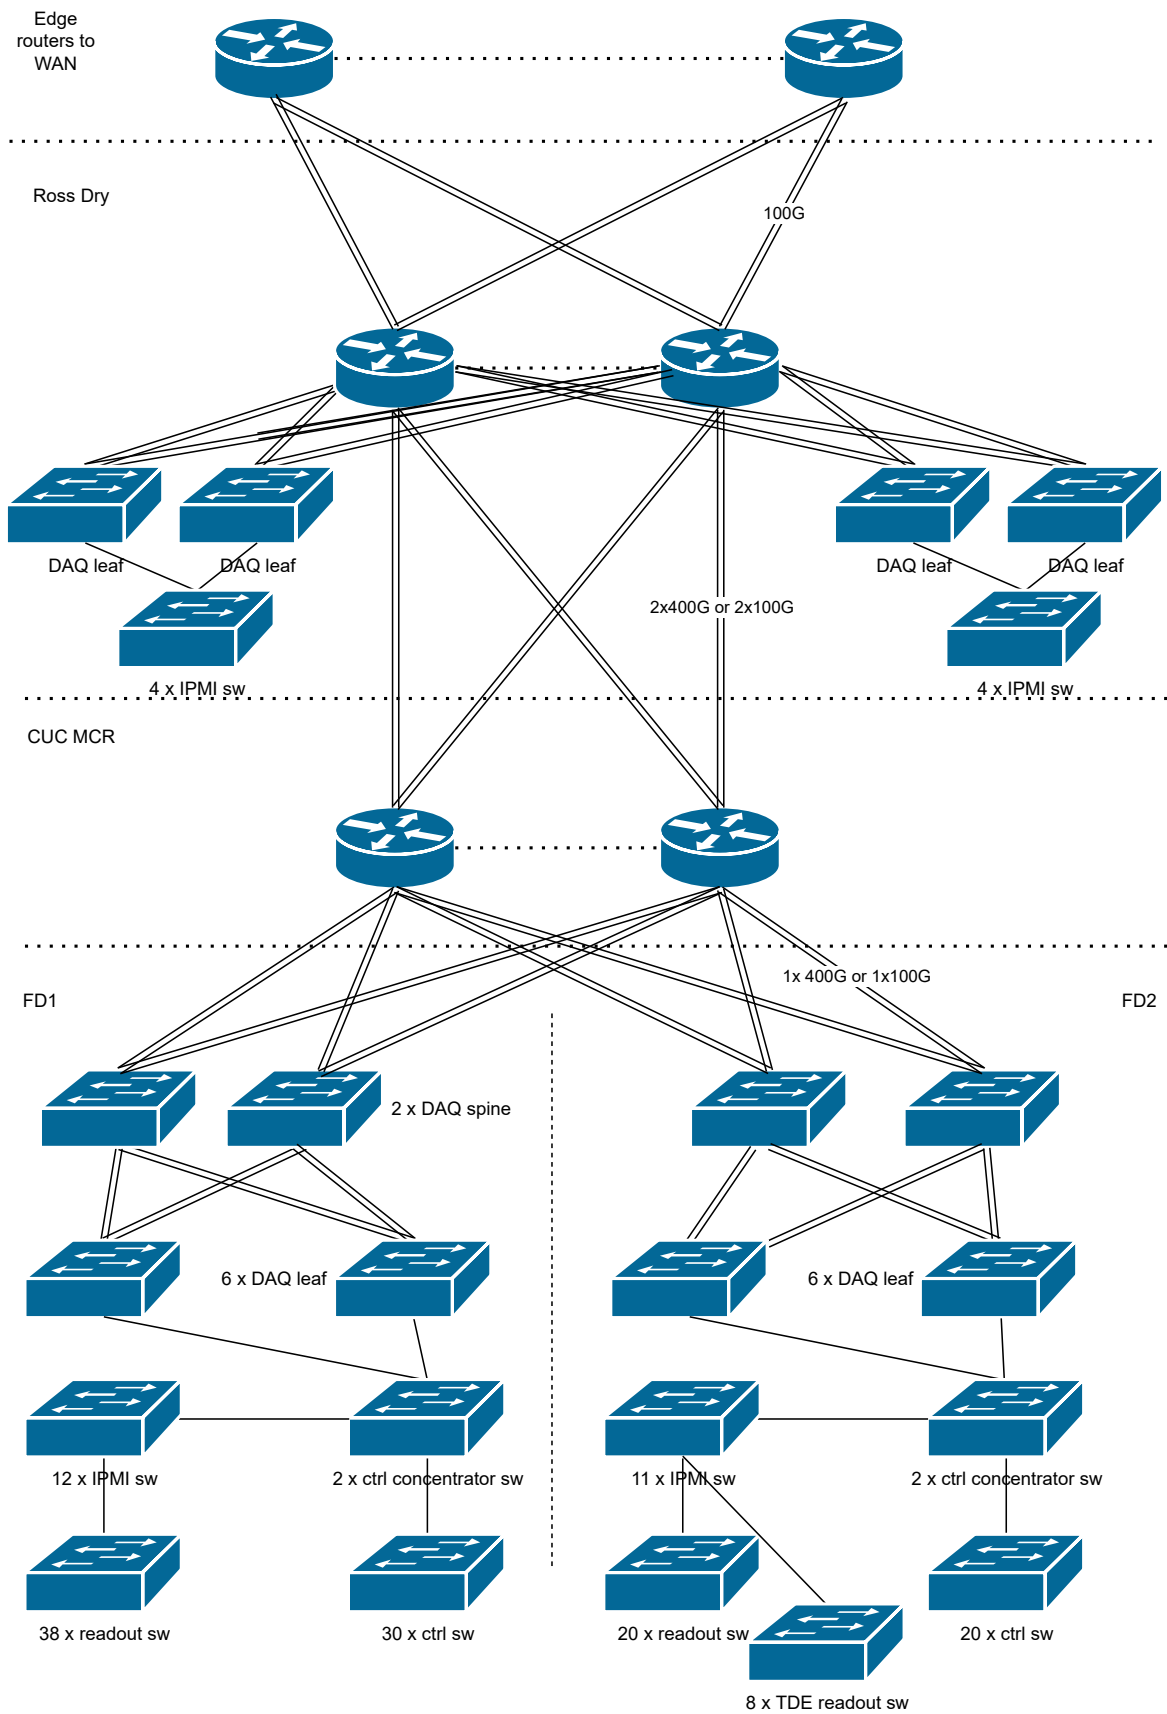 Edge
routers to
WAN
Ross Dry
100G
DAQ leaf
DAQ leaf
DAQ leaf
DAQ leaf
2x400G or 2x100G
4 x IPMI sw
4 x IPMI sw
CUC MCR
1x 400G or 1x100G
FD1
FD2
2 x DAQ spine
6 x DAQ leaf
6 x DAQ leaf
12 x IPMI sw
2 x ctrl concentrator sw
11 x IPMI sw
2 x ctrl concentrator sw
38 x readout sw
30 x ctrl sw
20 x readout sw
20 x ctrl sw
8 x TDE readout sw